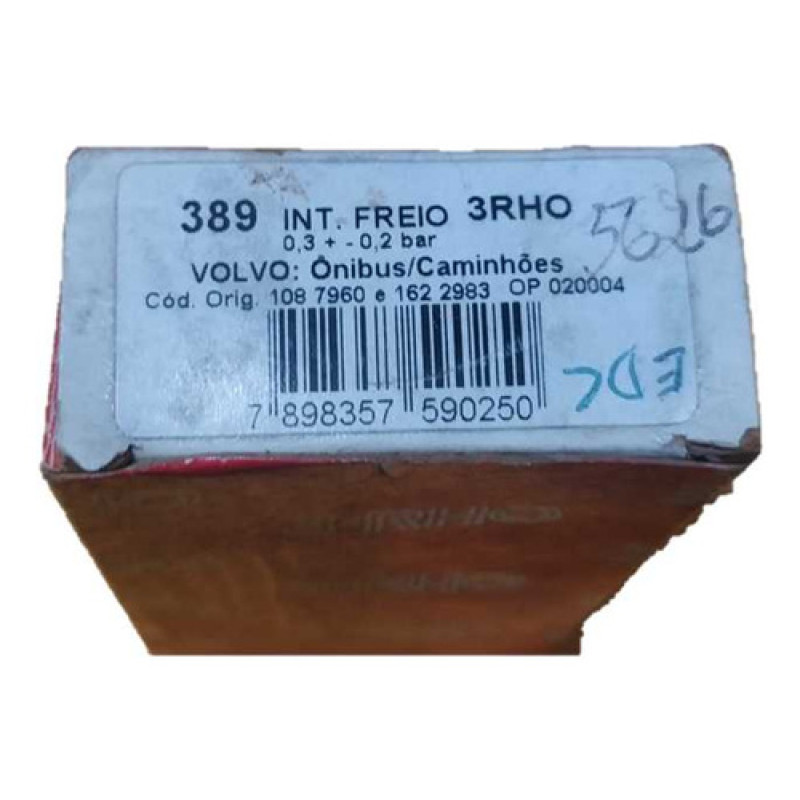 389 INT. FREIO 3RHO
0,3 + - 0,2 bar
VOLVO: Ônibus/Caminhões
Cód. Orig. 108 7960 e 162 2983 OP 020004
7 898357 590250
5626
EDC